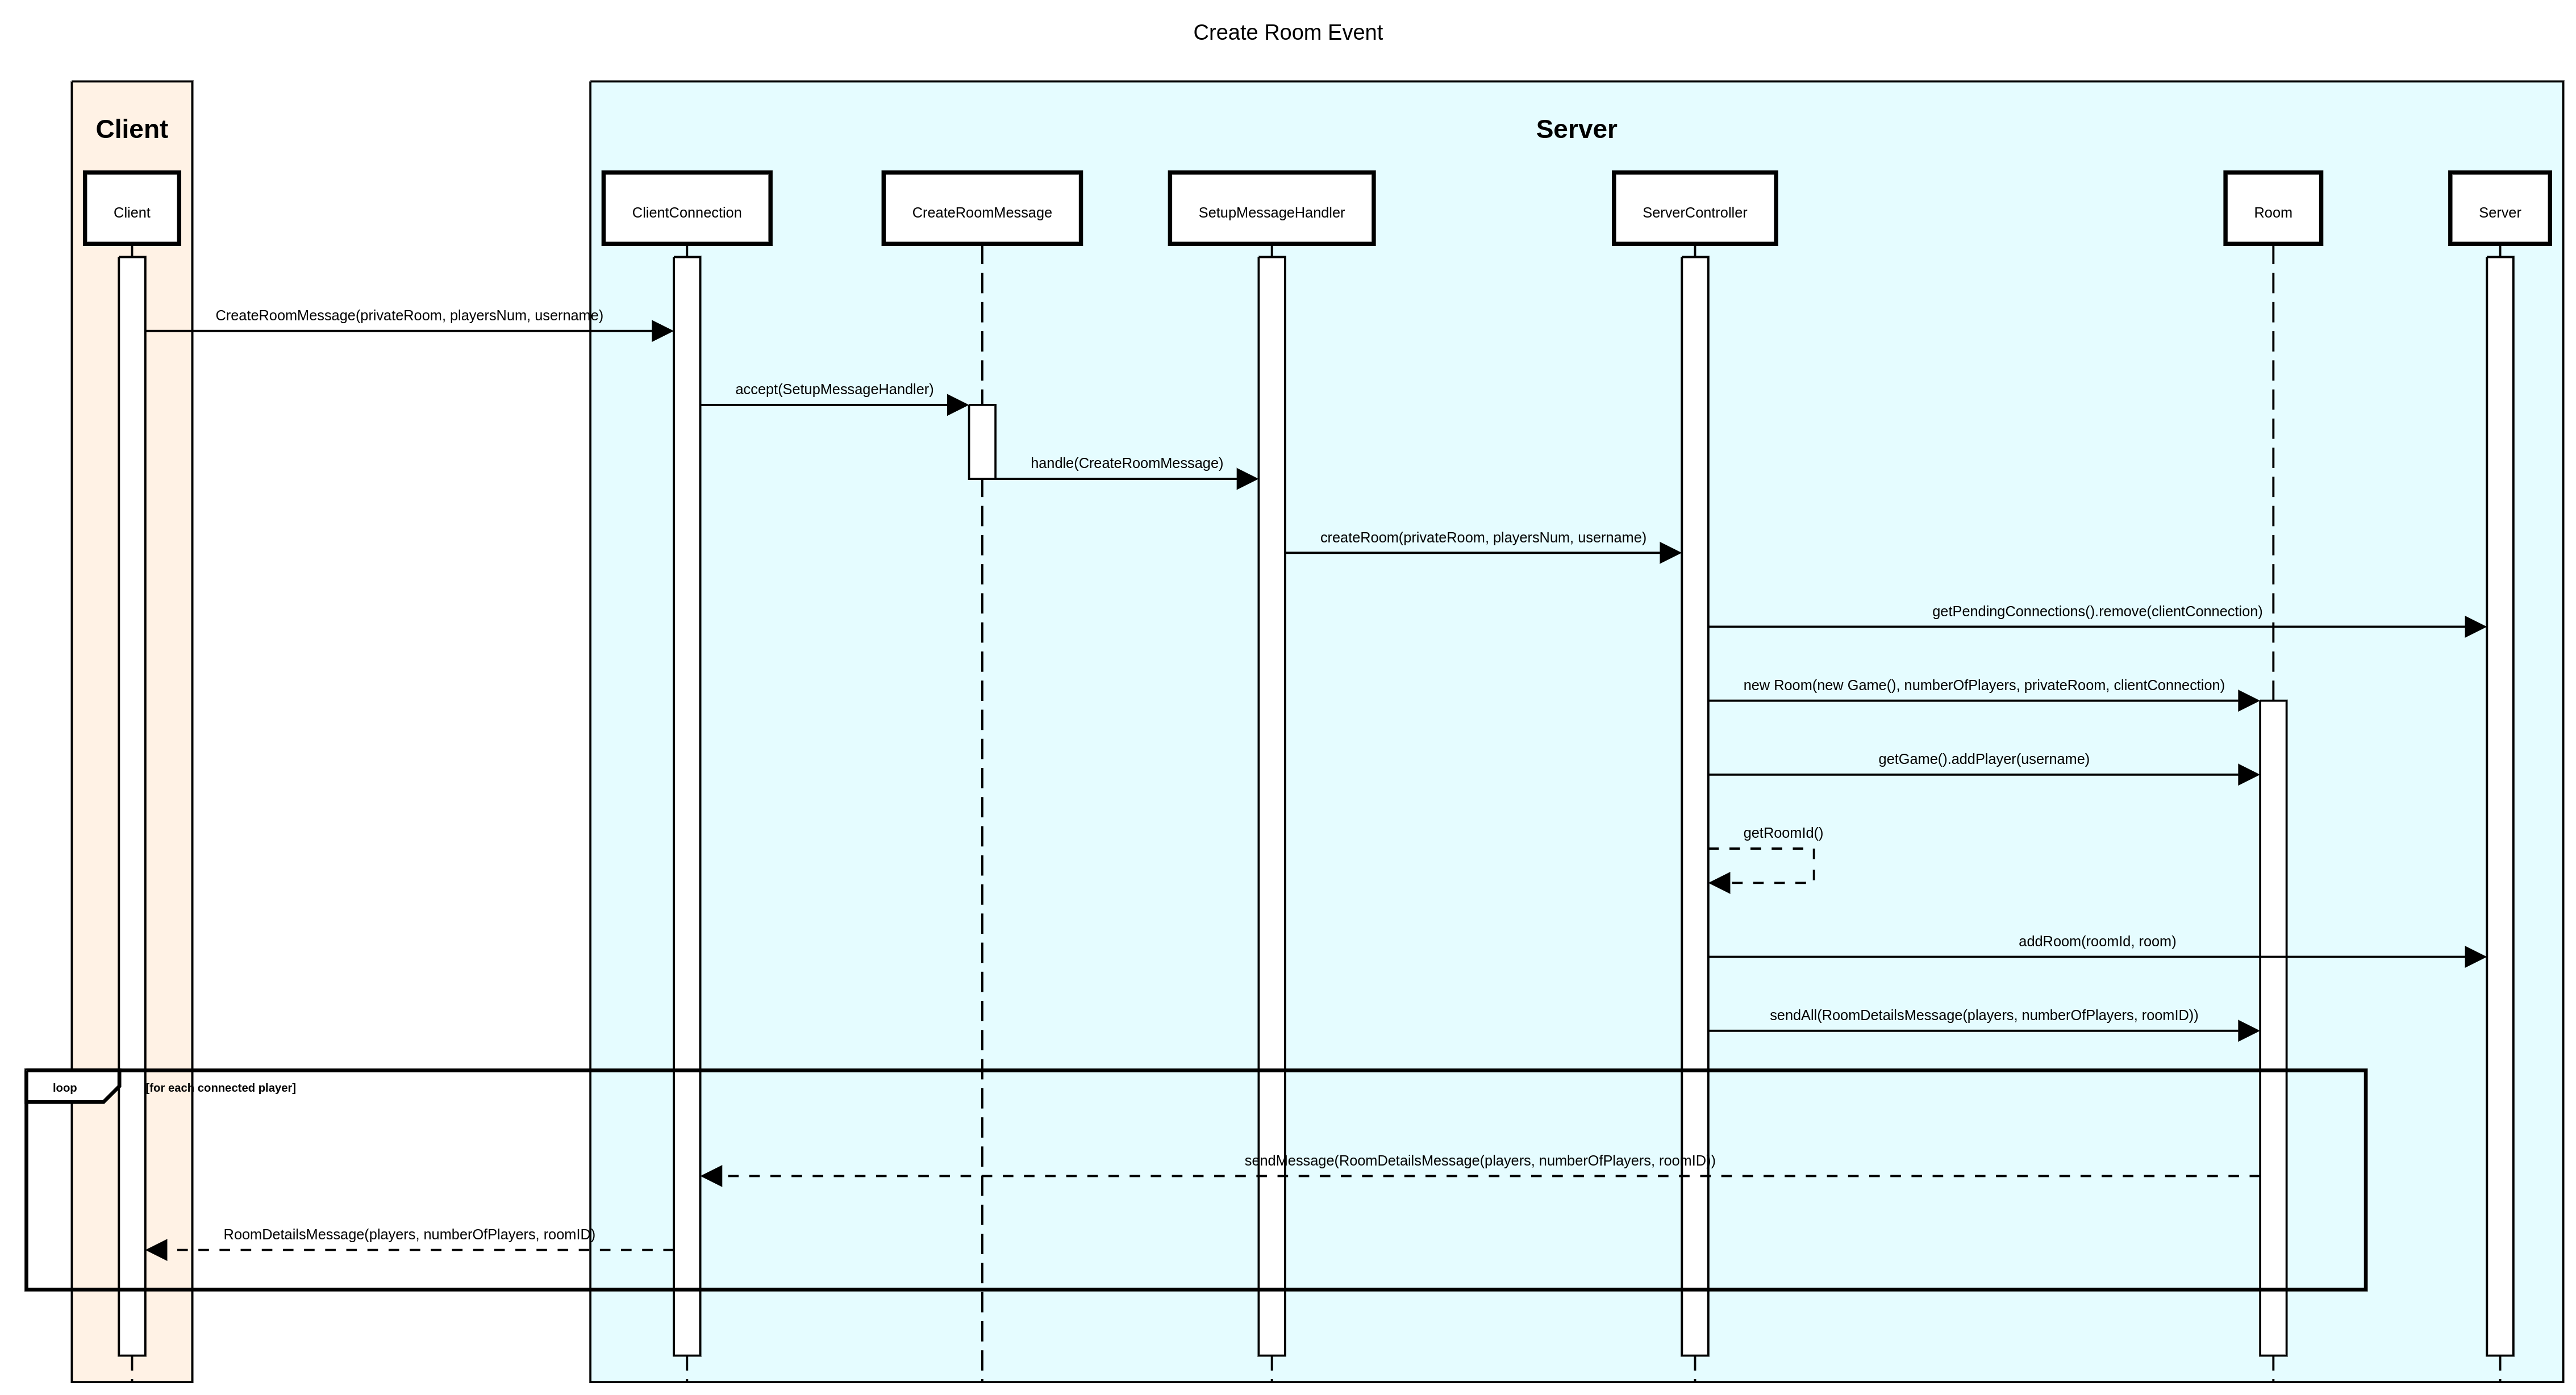 Create Room Event
Client
Server
Client
ClientConnection
CreateRoomMessage
SetupMessageHandler
ServerController
Room
Server
CreateRoomMessage(privateRoom, playersNum, username)
accept(SetupMessageHandler)
handle(CreateRoomMessage)
createRoom(privateRoom, playersNum, username)
getPendingConnections().remove(clientConnection)
new Room(new Game(), numberOfPlayers, privateRoom, clientConnection)
getGame().addPlayer(username)
getRoomId()
addRoom(roomId, room)
sendAll(RoomDetailsMessage(players, numberOfPlayers, roomID))
loop
[for each connected player]
sendMessage(RoomDetailsMessage(players, numberOfPlayers, roomID))
RoomDetailsMessage(players, numberOfPlayers, roomID)